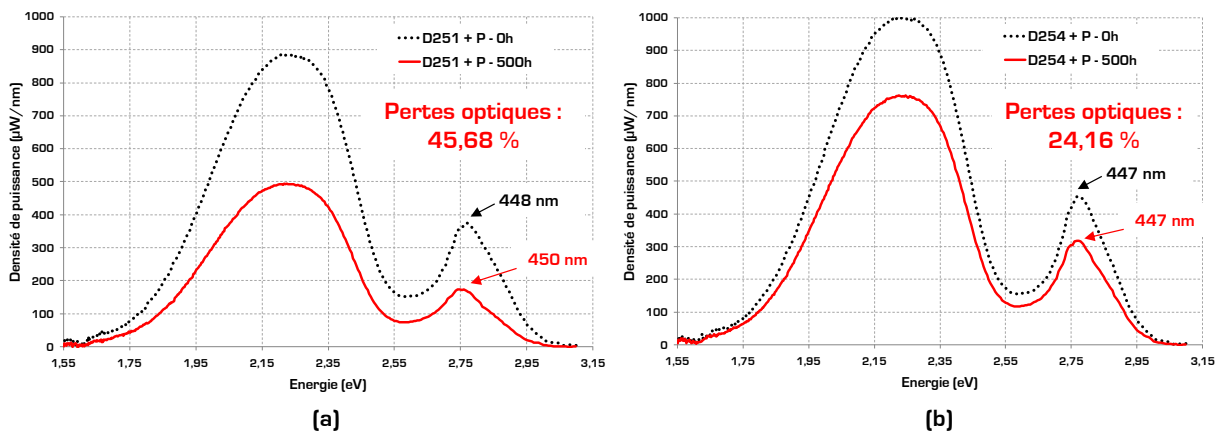 (a)
Densité de puissance (µW/nm)
1000
900
800
700
600
500
400
300
200
100
0
D251 + P - 0h
D251 + P - 500h
Pertes optiques :
45,68 %
448 nm
450 nm
1,55 1,75 1,95 2,15 2,35 2,55 2,75 2,95 3,15
Energie (eV)
(b)
Densité de puissance (µW/nm)
1000
900
800
700
600
500
400
300
200
100
0
D254 + P - 0h
D254 + P - 500h
Pertes optiques :
24,16 %
447 nm
447 nm
1,55 1,75 1,95 2,15 2,35 2,55 2,75 2,95 3,15
Energie (eV)